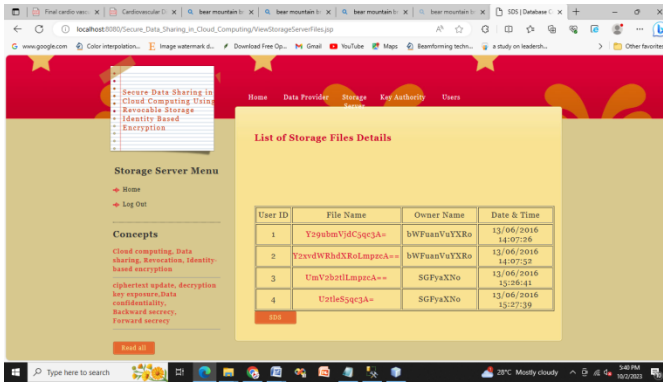 Final cardio vascu
Cardiovascular D
bear mountain b
bear mountain b
bear mountain b
bear mountain b
SDS | Database C
localhost:8080/Secure_Data_Sharing_in_Cloud_Computing/ViewStorageServerFiles.jsp
www.google.com
Color interpolation...
Image watermark d...
Download Free Op...
Gmail
YouTube
Maps
Beamforming techn...
a study on leadersh...
Other favorites
Secure Data Sharing in
Cloud Computing Using
Revocable Storage
Identity Based
Encryption
Home
Data Provider
Storage
Server
Key Authority
Users
List of Storage Files Details
Storage Server Menu
Home
Log Out
Concepts
Cloud computing, Data
sharing, Revocation, Identity-
based encryption
ciphertext update, decryption
key exposure,Data
confidentiality,
Backward secrecy,
Forward secrecy
Read all
User ID File Name Owner Name Date & Time
1 Y29ubmVjdC5qc3A= bWFuanVuYXRo 13/06/2016
14:07:26
2 Y2xvdWRhdXRoLmpzcA== bWFuanVuYXRo 13/06/2016
14:07:52
3 UmV2b2tlLmpzcA== SGFyaXNo 13/06/2016
15:26:41
4 U2tleS5qc3A= SGFyaXNo 13/06/2016
15:27:39
SDS
Type here to search
28°C Mostly cloudy
5:40 PM
10/2/2023